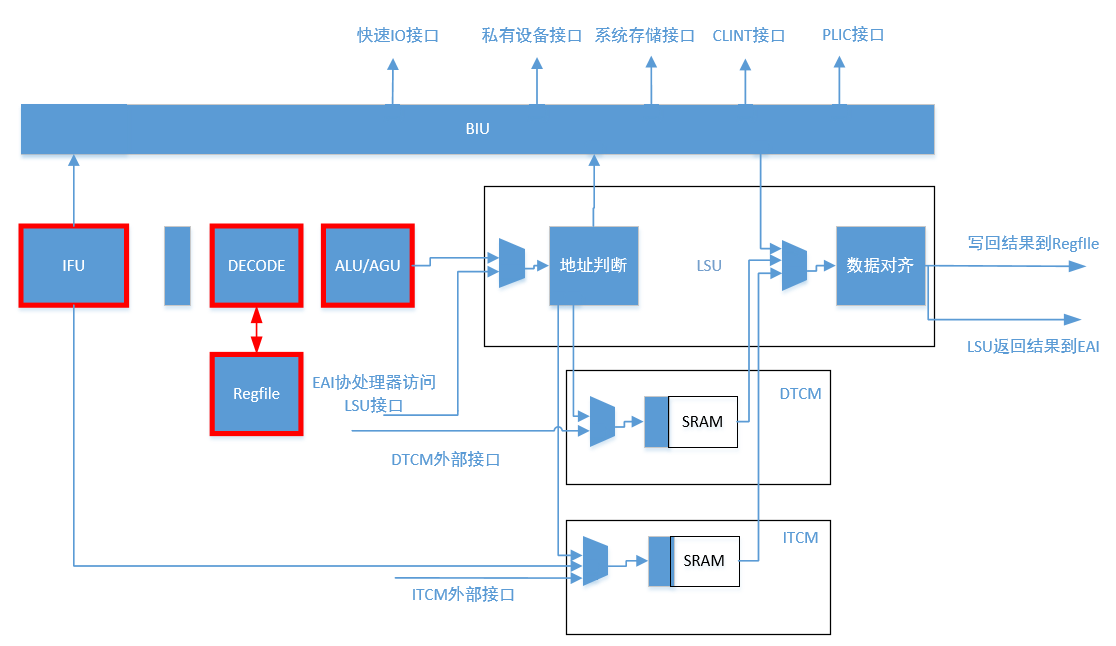 快速IO接口
私有设备接口
系统存储接口
CLINT接口
PLIC接口
BIU
IFU
DECODE
ALU/AGU
地址判断
LSU
数据对齐
写回结果到Regfile
LSU返回结果到EAI
Regfile
EAI协处理器访问
LSU接口
DTCM
SRAM
DTCM外部接口
ITCM
SRAM
ITCM外部接口